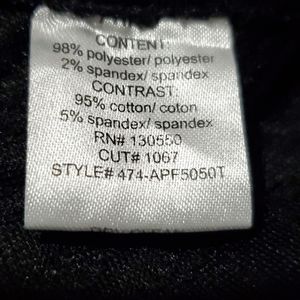 CONTENT:
98% polyester/ polyester
2% spandex/ spandex
CONTRAST:
95% cotton/ coton
5% spandex/ spandex
RN# 130550
CUT# 1067
STYLE# 474-APF5050T